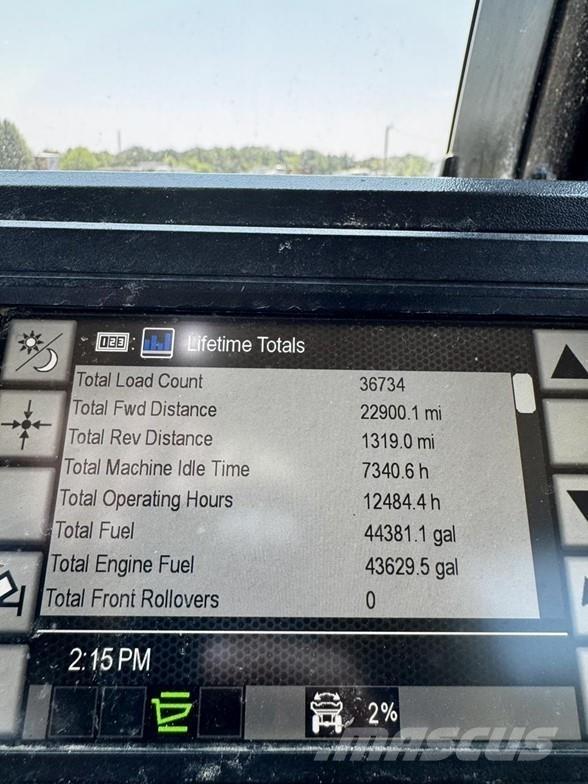 123 : Lifetime Totals
Total Load Count 36734
Total Fwd Distance 22900.1 mi
Total Rev Distance 1319.0 mi
Total Machine Idle Time 7340.6 h
Total Operating Hours 12484.4 h
Total Fuel 44381.1 gal
Total Engine Fuel 43629.5 gal
Total Front Rollovers 0
2:15 PM
2%
MASCUS